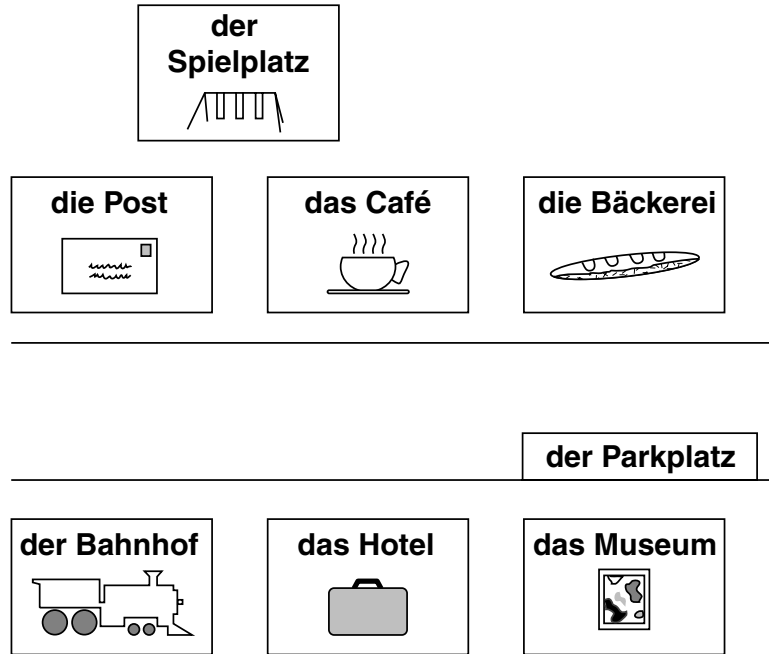 der
Spielplatz
die Post
das Café
die Bäckerei
der Parkplatz
der Bahnhof
das Hotel
das Museum